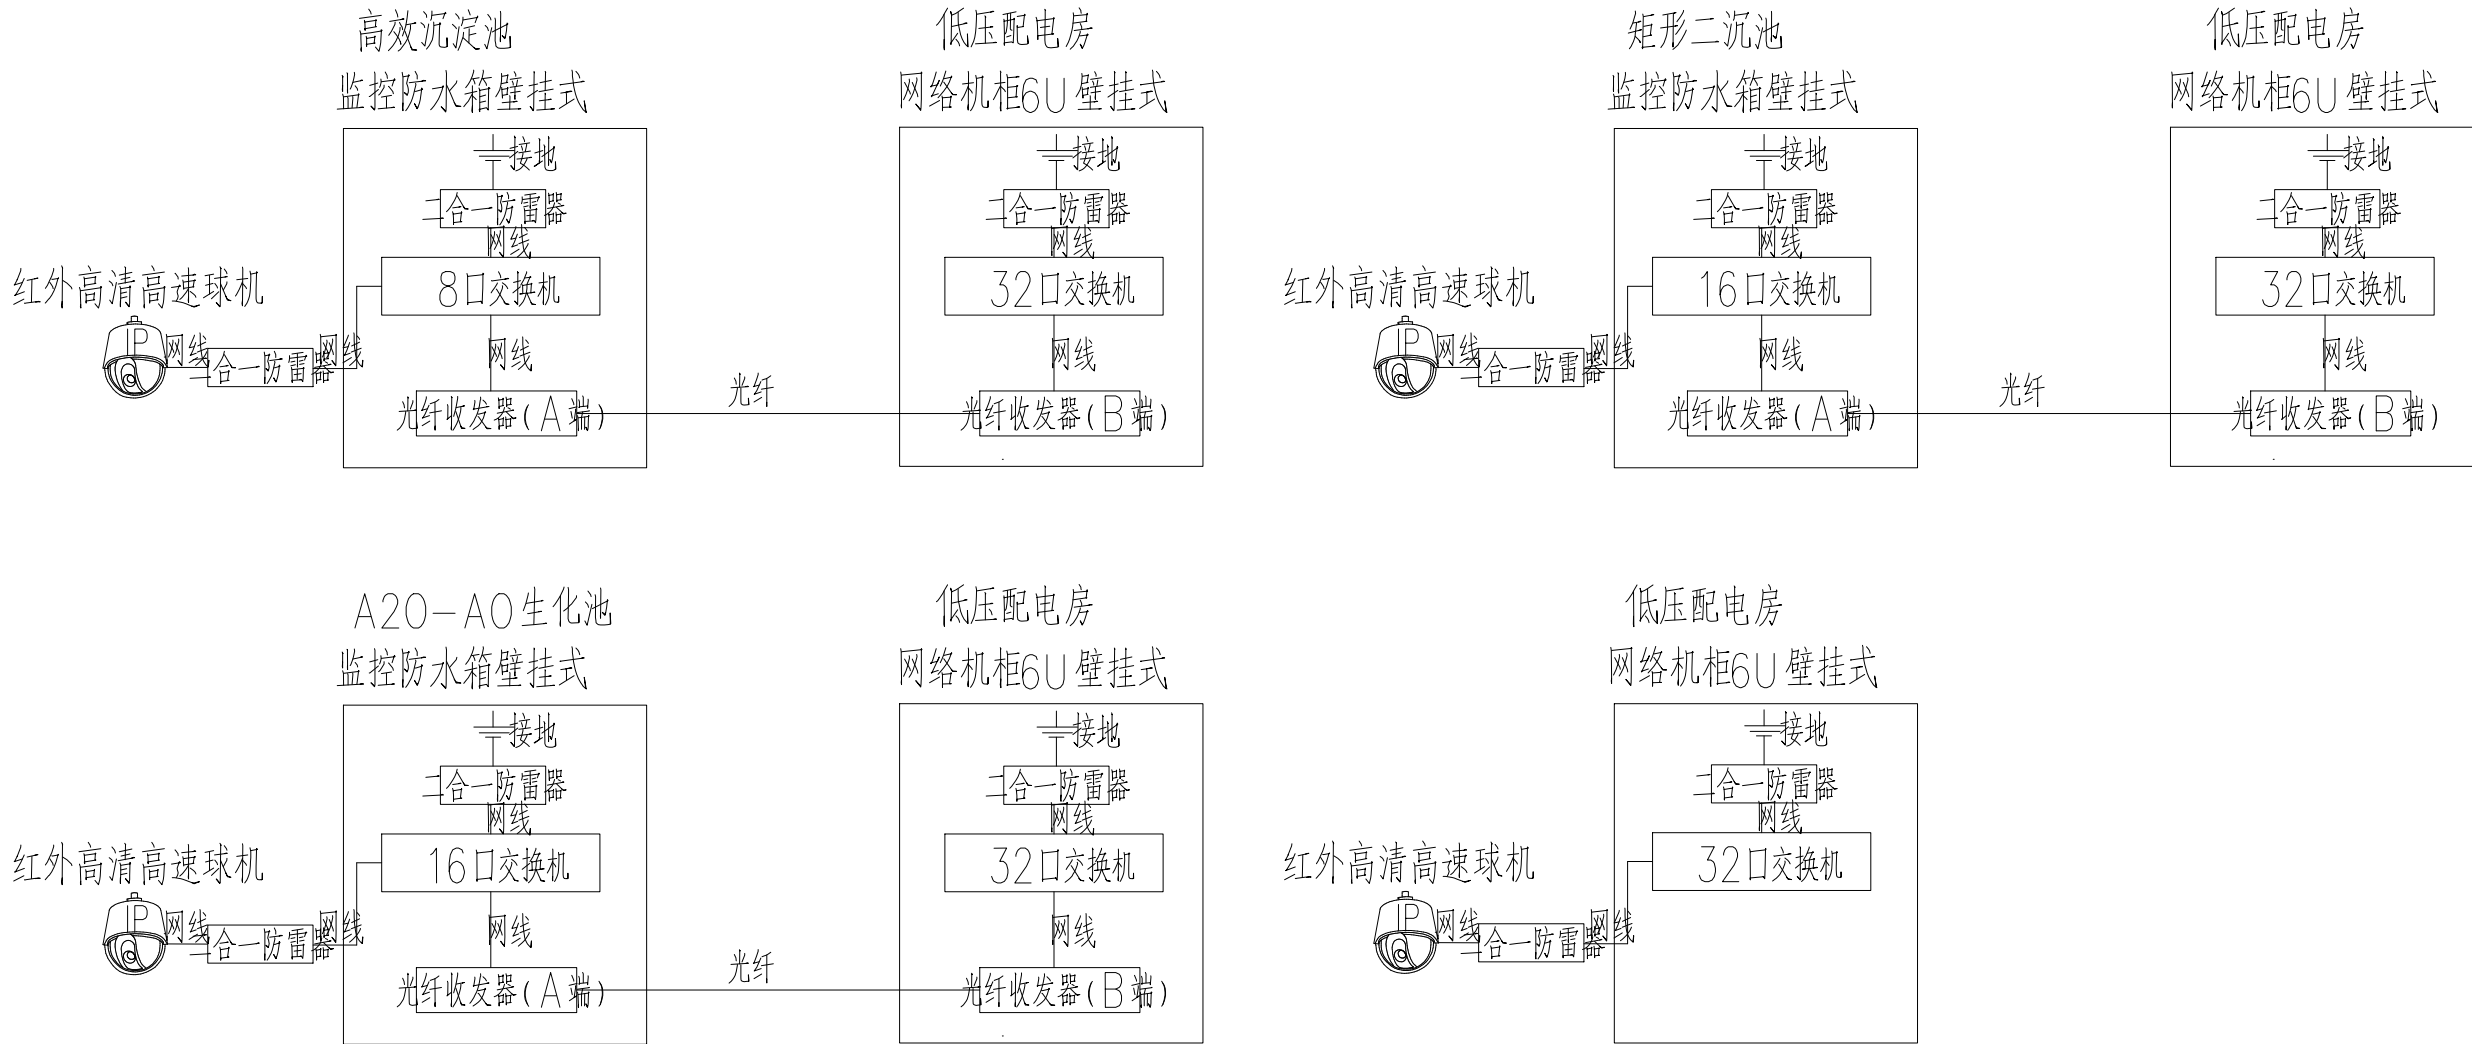 高效沉淀池
监控防水箱壁挂式
接地
二合一防雷器
网线
8口交换机
网线
光纤收发器(A端)
红外高清高速球机
IP
网线
二合一防雷器
网线
光纤
低压配电房
网络机柜6U壁挂式
接地
二合一防雷器
网线
32口交换机
网线
光纤收发器(B端)
矩形二沉池
监控防水箱壁挂式
接地
二合一防雷器
网线
16口交换机
网线
光纤收发器(A端)
红外高清高速球机
IP
网线
二合一防雷器
网线
光纤
低压配电房
网络机柜6U壁挂式
接地
二合一防雷器
网线
32口交换机
网线
光纤收发器(B端)
A2O-AO生化池
监控防水箱壁挂式
接地
二合一防雷器
网线
16口交换机
网线
光纤收发器(A端)
红外高清高速球机
IP
网线
二合一防雷器
网线
光纤
低压配电房
网络机柜6U壁挂式
接地
二合一防雷器
网线
32口交换机
网线
光纤收发器(B端)
低压配电房
网络机柜6U壁挂式
接地
二合一防雷器
网线
32口交换机
红外高清高速球机
IP
网线
二合一防雷器
网线